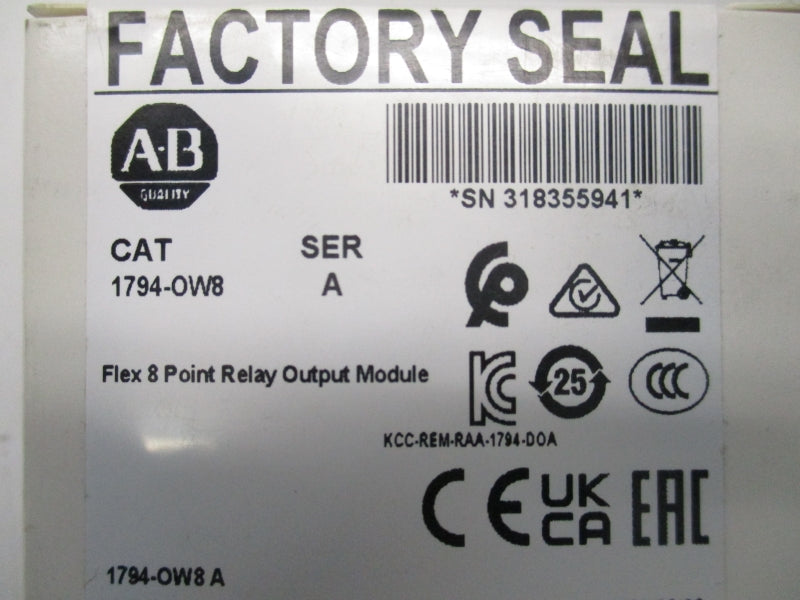 FACTORY SEAL
A·B
QUALITY
*SN 318355941*
CAT SER
1794-OW8 A
Flex 8 Point Relay Output Module
25
CCC
KCC-REM-RAA-1794-DOA
CE UK CA EAC
1794-OW8 A